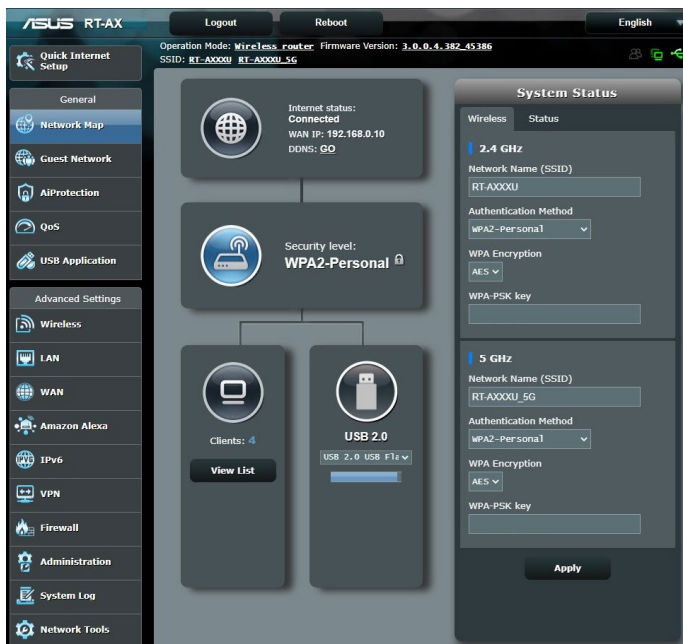 ASUS RT-AX
Logout
Reboot
English
Operation Mode: Wireless router Firmware Version: 3.0.0.4.382_45386
SSID: RT-AXXXU RT-AXXXU_5G
Quick Internet
Setup
General
Network Map
Guest Network
AiProtection
QoS
USB Application
Advanced Settings
Wireless
LAN
WAN
Amazon Alexa
IPv6
VPN
Firewall
Administration
System Log
Network Tools
Internet status:
Connected
WAN IP: 192.168.0.10
DDNS: GO
Security level:
WPA2-Personal
Clients: 4
View List
USB 2.0
USB 2.0 USB Fla
System Status
Wireless
Status
2.4 GHz
Network Name (SSID)
RT-AXXXU
Authentication Method
WPA2-Personal
WPA Encryption
AES
WPA-PSK key
5 GHz
Network Name (SSID)
RT-AXXXU_5G
Authentication Method
WPA2-Personal
WPA Encryption
AES
WPA-PSK key
Apply